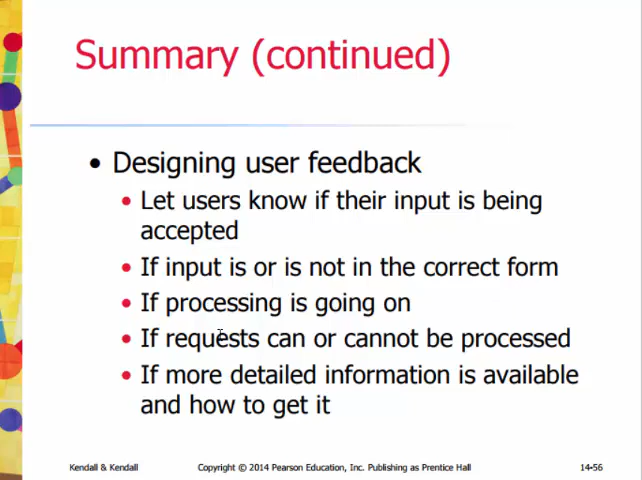 Summary (continued)
• Designing user feedback
• Let users know if their input is being
accepted
• If input is or is not in the correct form
• If processing is going on
• If requests can or cannot be processed
• If more detailed information is available
and how to get it
Kendall & Kendall Copyright © 2014 Pearson Education, Inc. Publishing as Prentice Hall 14-56